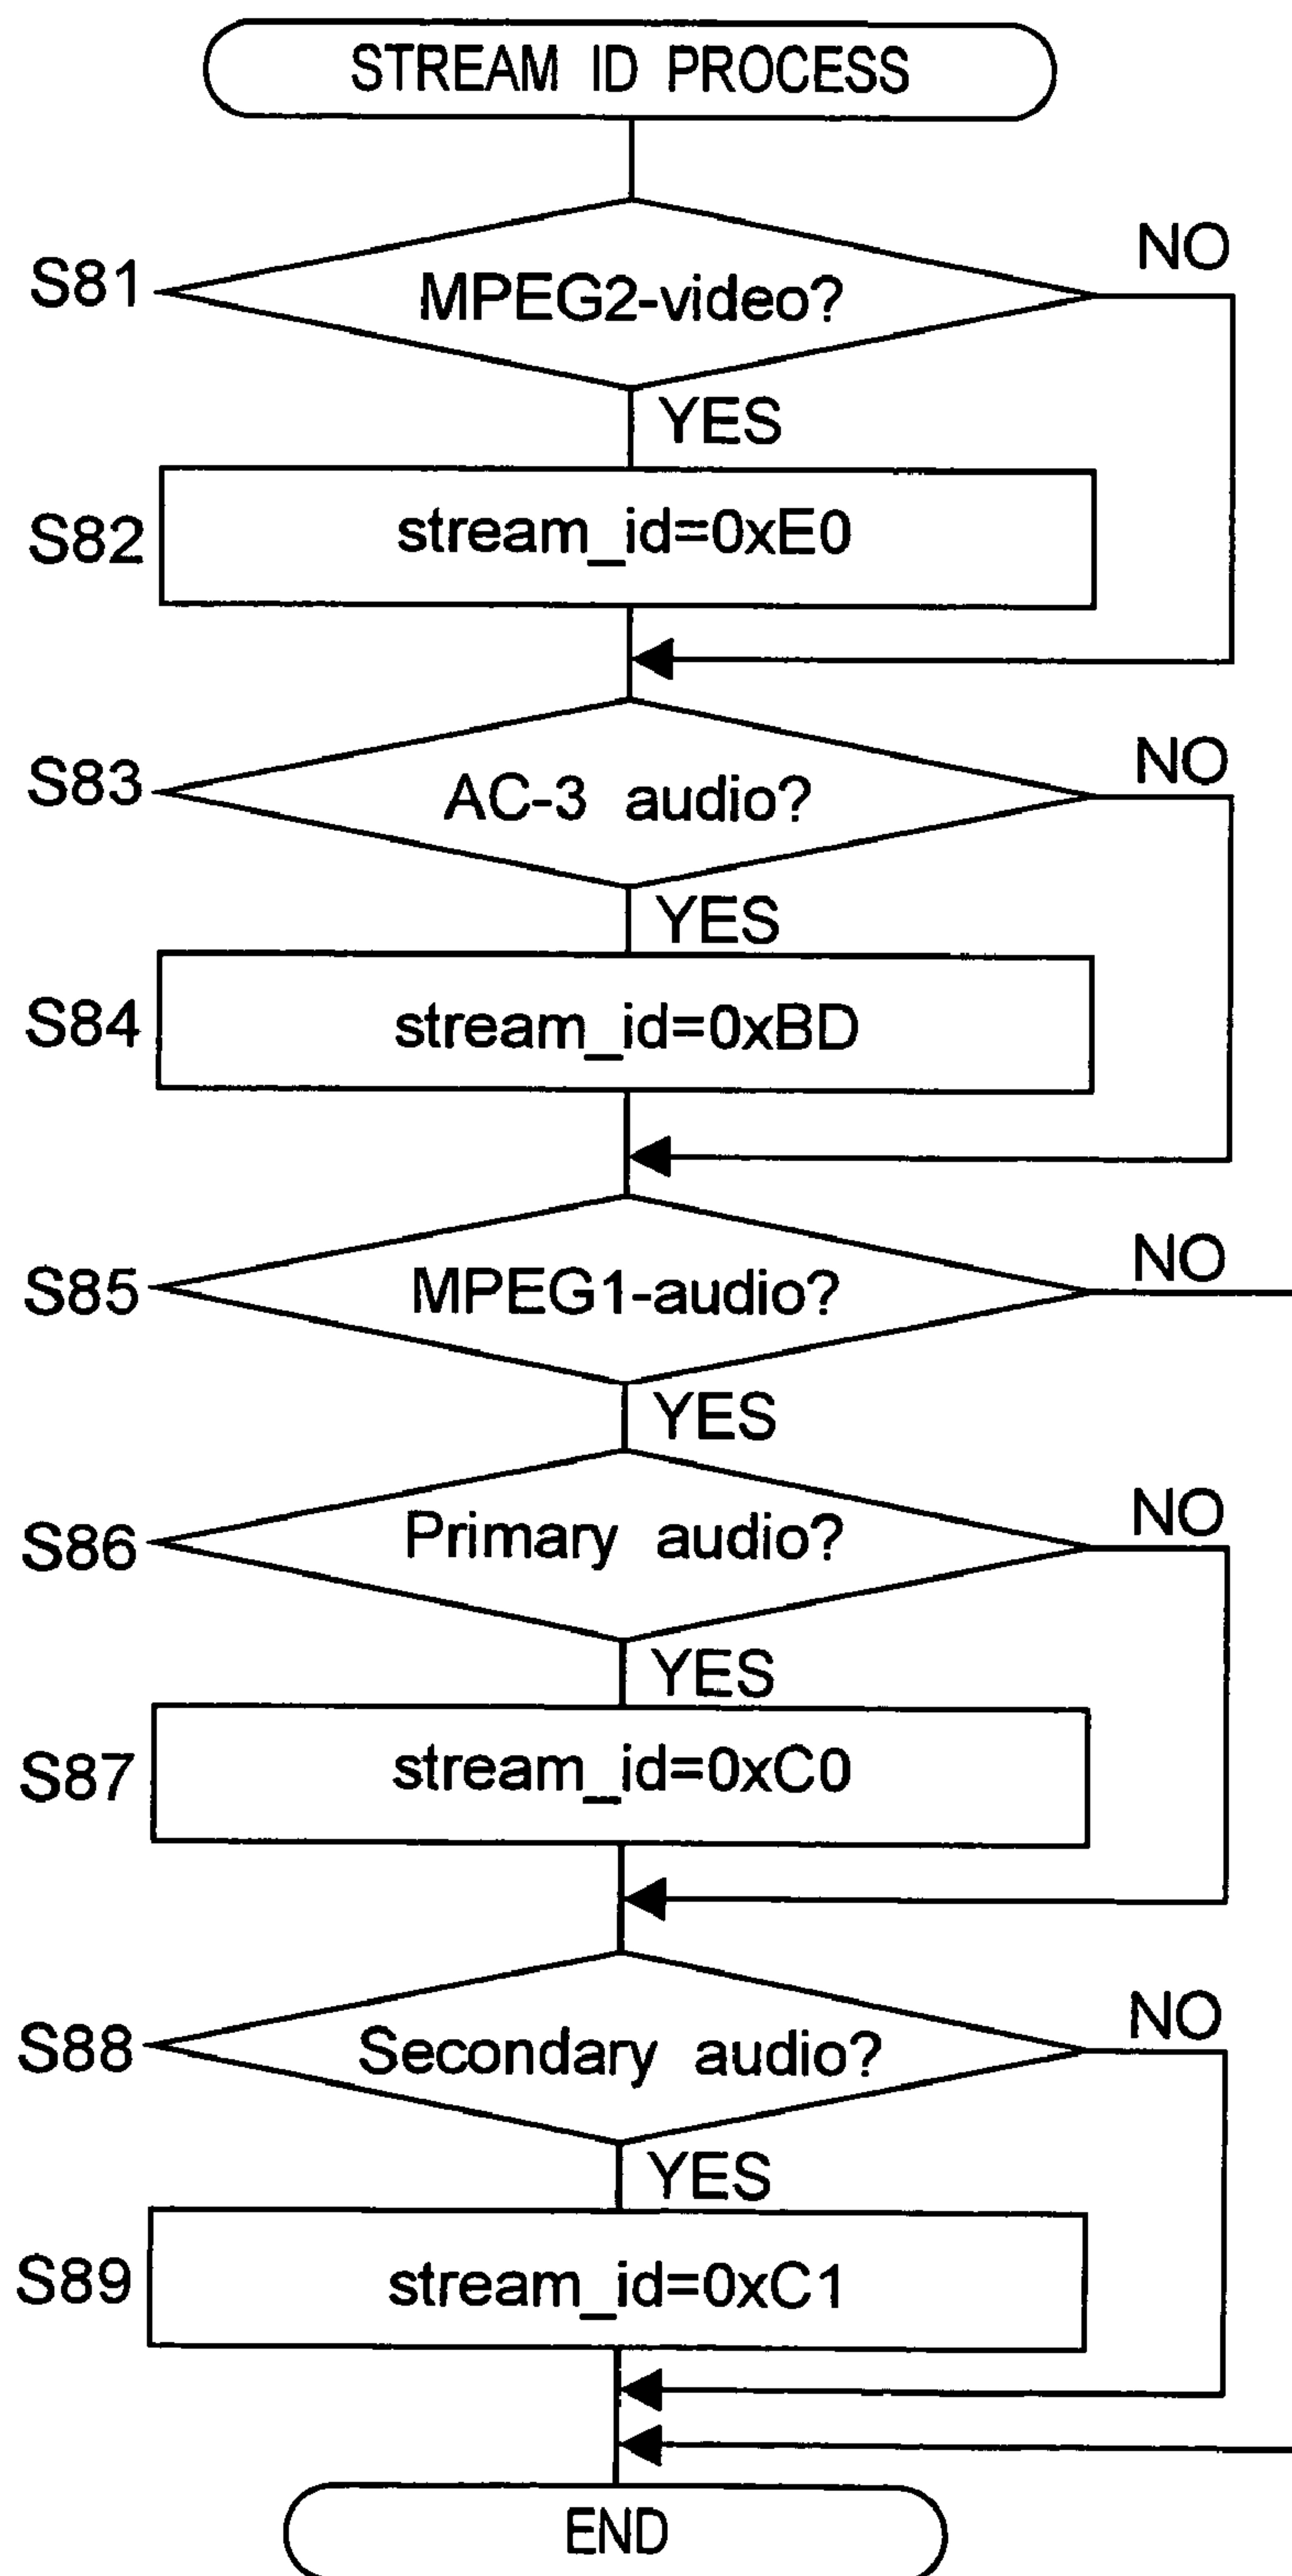 STREAM ID PROCESS
S81
MPEG2-video?
NO
YES
S82
stream_id=0xE0
S83
AC-3 audio?
NO
YES
S84
stream_id=0xBD
S85
MPEG1-audio?
NO
YES
S86
Primary audio?
NO
YES
S87
stream_id=0xC0
S88
Secondary audio?
NO
YES
S89
stream_id=0xC1
END